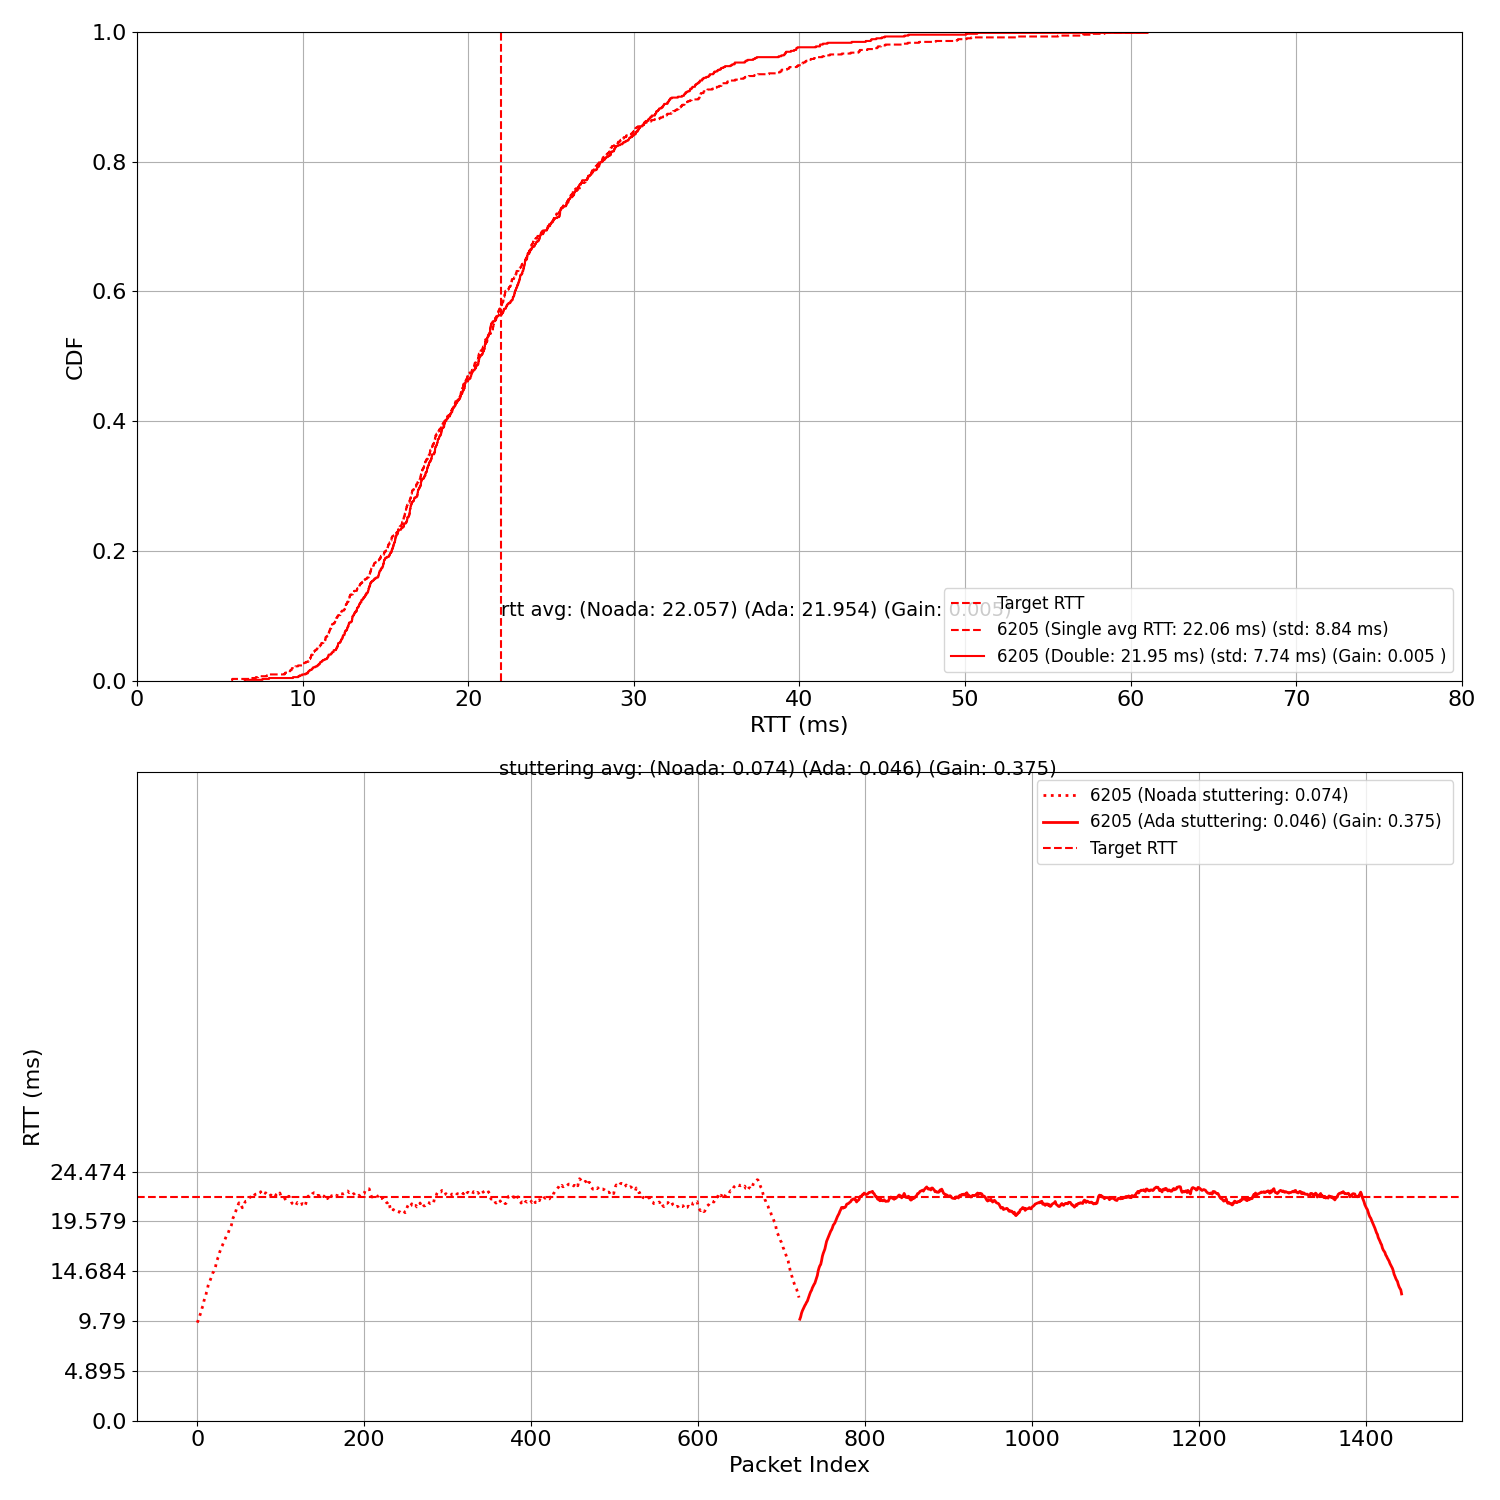 1.0
0.8
0.6
0.4
0.2
0.0
CDF
rtt avg: (Noada: 22.057) (Ada: 21.954) (Gain: 0.005)
Target RTT
6205 (Single avg RTT: 22.06 ms) (std: 8.84 ms)
6205 (Double: 21.95 ms) (std: 7.74 ms) (Gain: 0.005 )
0 10 20 30 40 50 60 70 80
RTT (ms)
stuttering avg: (Noada: 0.074) (Ada: 0.046) (Gain: 0.375)
6205 (Noada stuttering: 0.074)
6205 (Ada stuttering: 0.046) (Gain: 0.375)
Target RTT
RTT (ms)
24.474
19.579
14.684
9.79
4.895
0.0
0 200 400 600 800 1000 1200 1400
Packet Index